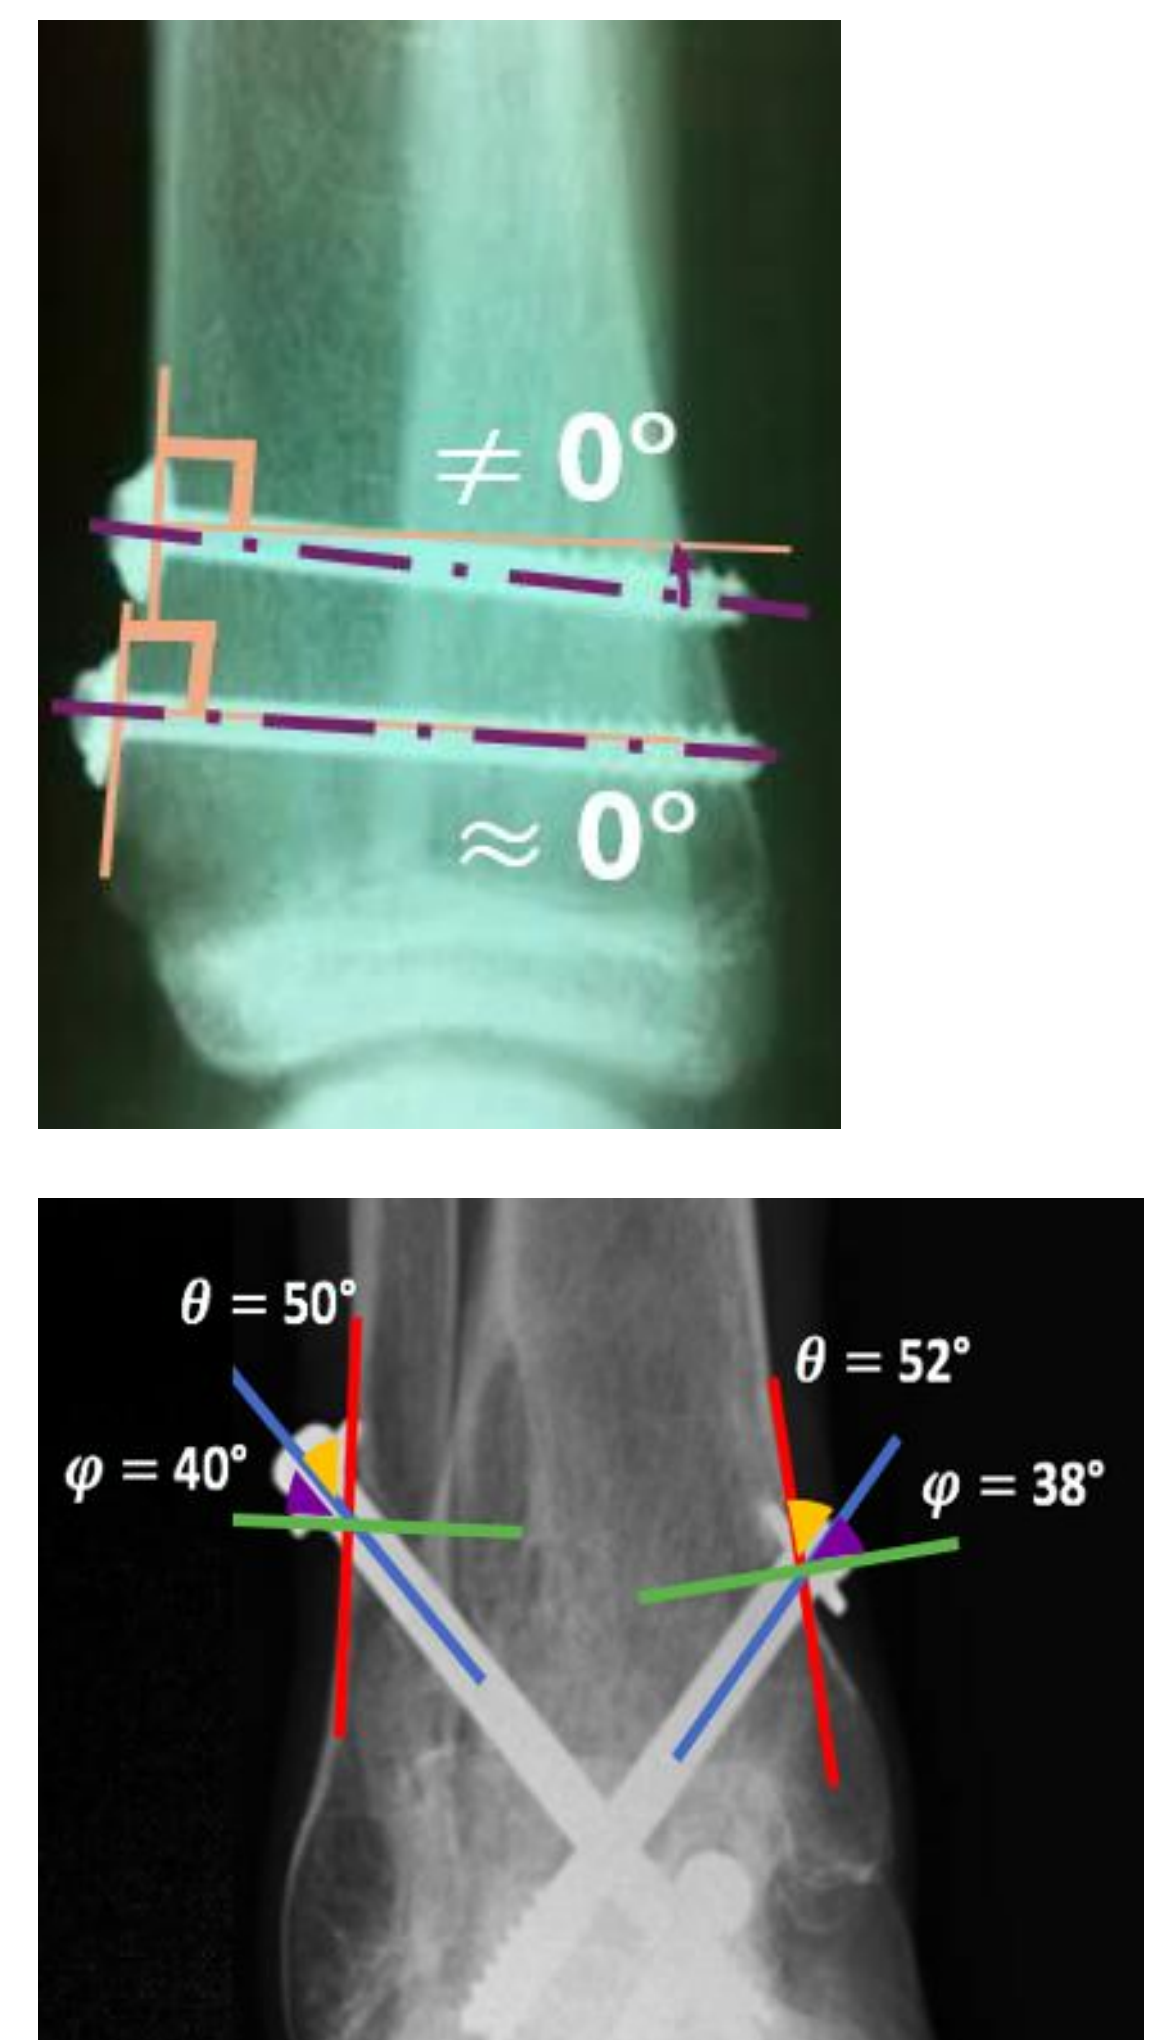 ≠ 0°
≈ 0°
θ = 50°
θ = 52°
φ = 40°
φ = 38°